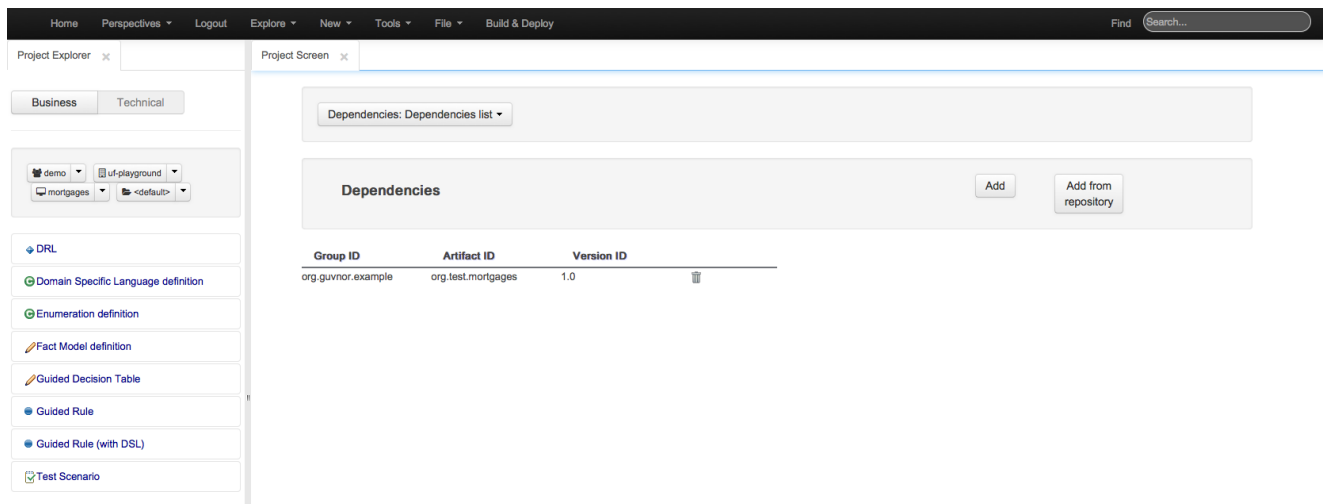 Home Perspectives Logout Explore New Tools File Build & Deploy Find Search...
Project Explorer Project Screen
Business Technical
Dependencies: Dependencies list
demo uf-playground
mortgages <default>
Dependencies Add Add from repository
DRL
Domain Specific Language definition
Enumeration definition
Fact Model definition
Guided Decision Table
Guided Rule
Guided Rule (with DSL)
Test Scenario
Group ID Artifact ID Version ID
org.guvnor.example org.test.mortgages 1.0